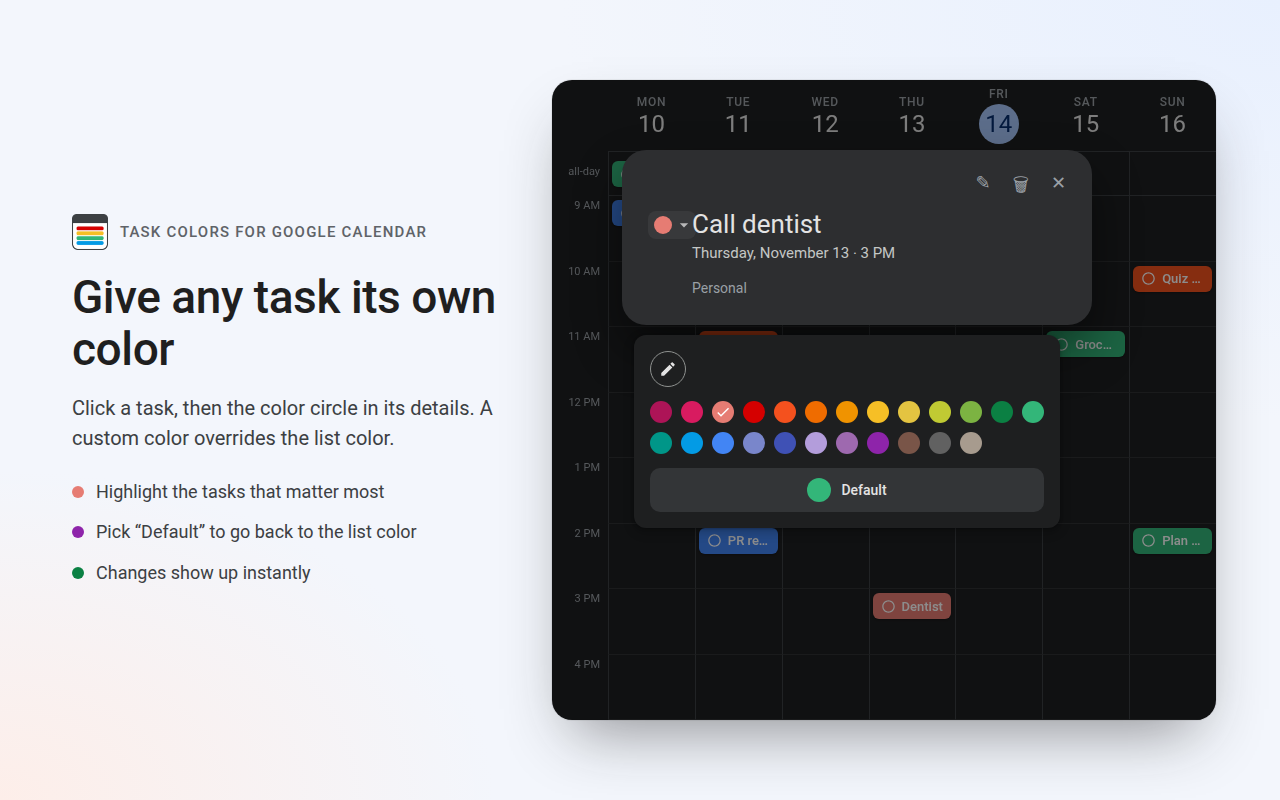 TASK COLORS FOR GOOGLE CALENDAR
Give any task its own
color
Click a task, then the color circle in its details. A
custom color overrides the list color.
Highlight the tasks that matter most
Pick “Default” to go back to the list color
Changes show up instantly
MON TUE WED THU FRI SAT SUN
10 11 12 13 14 15 16
all-day
9 AM
Call dentist
Thursday, November 13 · 3 PM
Personal
10 AM
Quiz ...
11 AM
Groc...
12 PM
1 PM
Default
2 PM
PR re...
Plan ...
3 PM
Dentist
4 PM